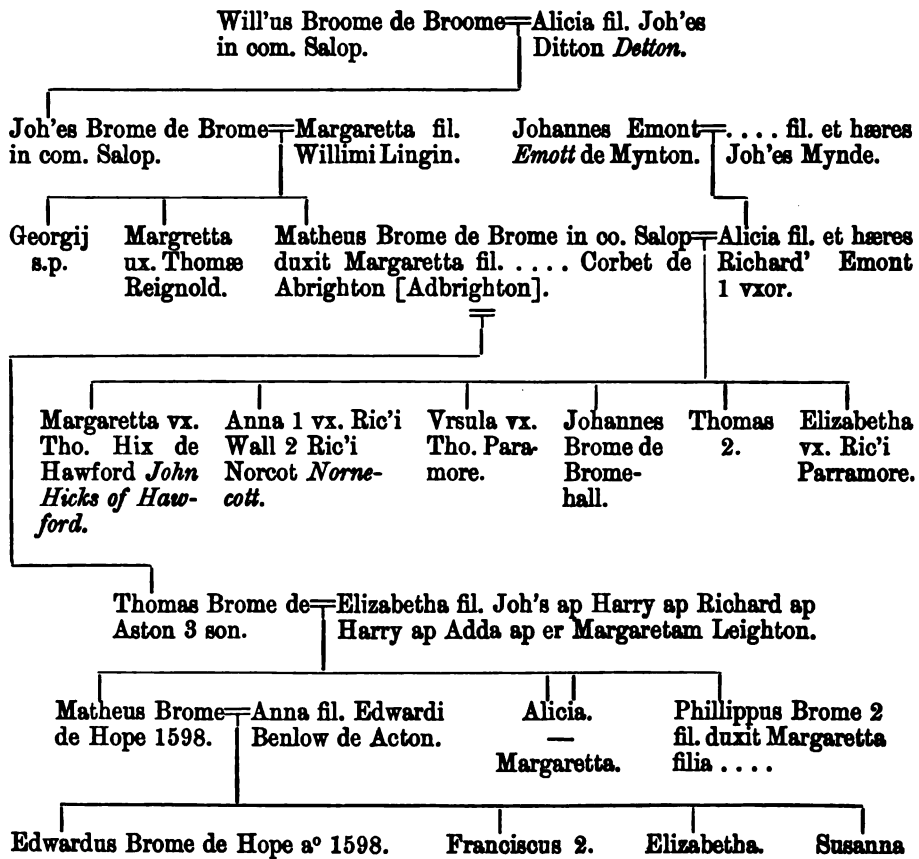 Will'us Broome de Broome
in com. Salop.
Alicia fil. Joh'es
Ditton Detton.
Joh'es Brome de Brome
in com. Salop.
Margaretta fil.
Willimi Lingin.
Johannes Emont
Emott de Mynton.
. . . . fil. et hæres
Joh'es Mynde.
Georgij
s.p.
Margretta
ux. Thomæ
Reignold.
Matheus Brome de Brome in co. Salop
duxit Margaretta fil. . . . . . Corbet de
Abrighton [Adbrighton].
Alicia fil. et hæres
Richard' Emont
1 vxor.
Margaretta vx.
Tho. Hix de
Hawford John
Hicks of Haw-
ford.
Anna 1 vx. Ric'i
Wall 2 Ric'i
Norcot Norne-
cott.
Vrsula vx.
Tho. Para-
more.
Johannes
Brome de
Brome-
hall.
Thomas
2.
Elizabetha
vx. Ric'i
Parramore.
Thomas Brome de
Aston 3 son.
Elizabetha fil. Joh's ap Harry ap Richard ap
Harry ap Adda ap er Margaretam Leighton.
Matheus Brome
de Hope 1598.
Anna fil. Edwardi
Benlow de Acton.
Alicia.
—
Margaretta.
Phillippus Brome 2
fil. duxit Margaretta
filia . . . .
Edwardus Brome de Hope aº 1598.
Franciscus 2.
Elizabetha.
Susanna